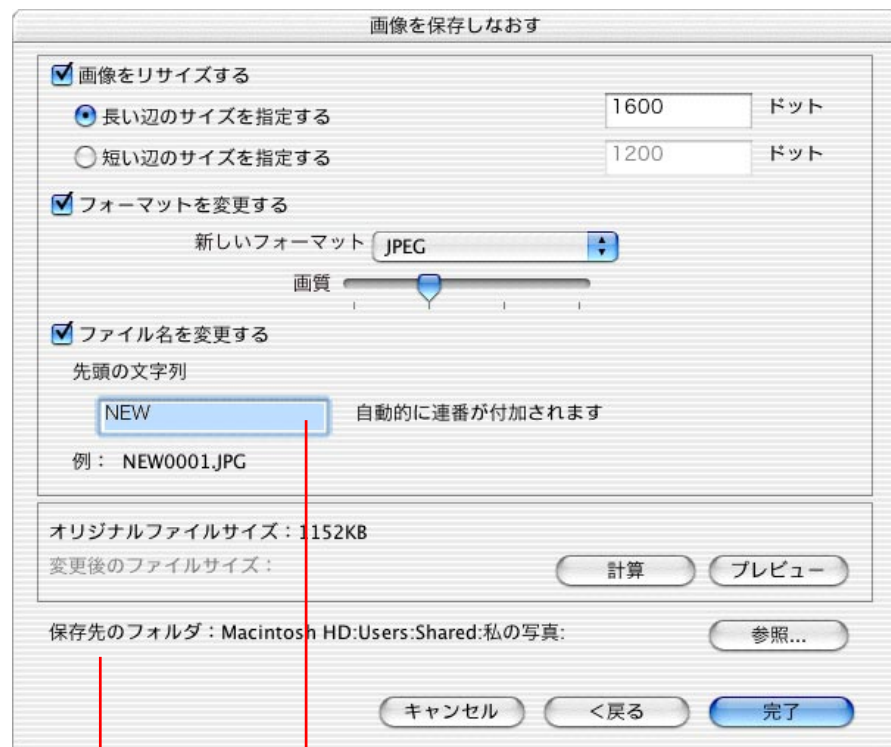 画像を保存しなおす
画像をリサイズする
長い辺のサイズを指定する 1600 ドット
短い辺のサイズを指定する 1200 ドット
フォーマットを変更する
新しいフォーマット JPEG
画質
ファイル名を変更する
先頭の文字列
NEW 自動的に連番が付加されます
例： NEW0001.JPG
オリジナルファイルサイズ：1152KB
変更後のファイルサイズ： 計算 プレビュー
保存先のフォルダ：Macintosh HD:Users:Shared:私の写真: 参照...
キャンセル <戻る 完了